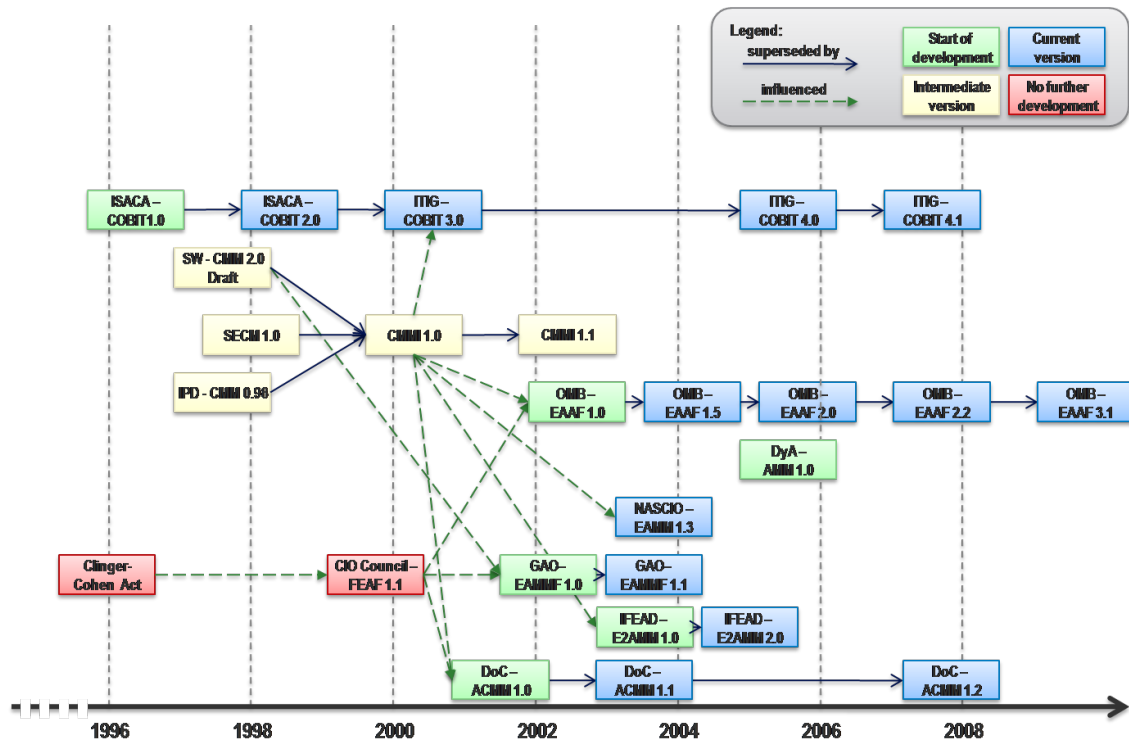 Legend:
superseded by
influenced
Start of
development
Current
version
Intermediate
version
No further
development
ISACA –
COBIT1.0
ISACA –
COBIT 2.0
ITIG –
COBIT 3.0
ITIG –
COBIT 4.0
ITIG –
COBIT 4.1
SW - CMM 2.0
Draft
SECM 1.0
CMMI 1.0
CMMI 1.1
IPD - CMM 0.98
OMB –
EAAF 1.0
OMB –
EAAF 1.5
OMB –
EAAF 2.0
OMB –
EAAF 2.2
OMB –
EAAF 3.1
DyA –
AMM 1.0
NASCIO –
EAMM 1.3
Clinger-
Cohen Act
CIO Council –
FEAF 1.1
GAO –
EAMMF 1.0
GAO –
EAMMF 1.1
IFEAD –
E2AMM 1.0
IFEAD –
E2AMM 2.0
DoC –
ACMM 1.0
DoC –
ACMM 1.1
DoC –
ACMM 1.2
1996
1998
2000
2002
2004
2006
2008